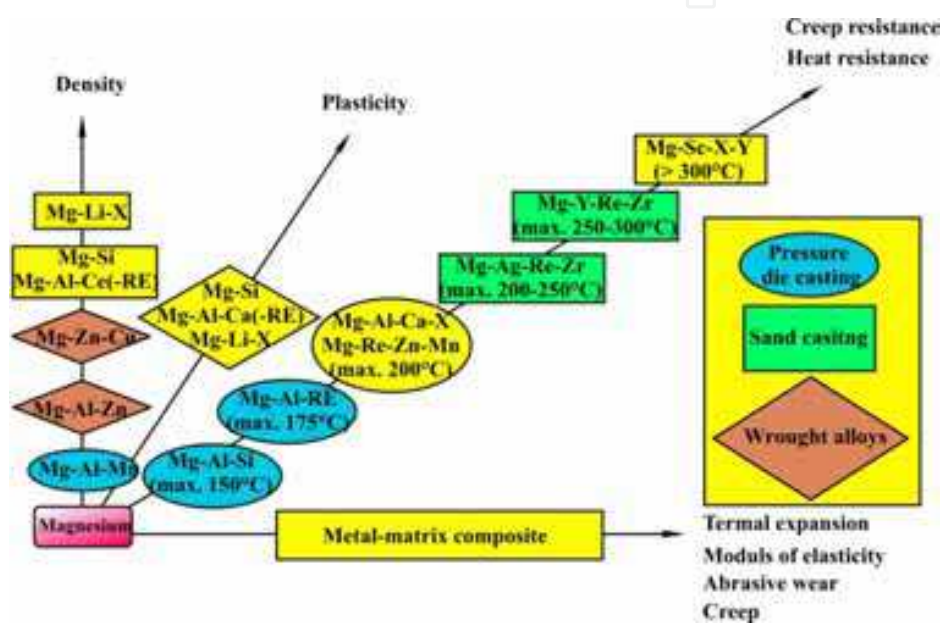 Creep resistance
Heat resistance
Density
Plasticity
Mg-Sc-X-Y
(> 300°C)
Mg-Li-X
Mg-Y-Re-Zr
(max. 250-300°C)
Mg-Si
Mg-Al-Ce(-RE)
Mg-Ag-Re-Zr
(max. 200-250°C)
Pressure
die casting
Mg-Si
Mg-Al-Ca(-RE)
Mg-Li-X
Mg-Zn-Cu
Mg-Al-Ca-X
Mg-Re-Zn-Mn
(max. 200°C)
Sand casitng
Mg-Al-Zn
Mg-Al-RE
(max. 175°C)
Wrought alloys
Mg-Al-Mn
Mg-Al-Si
(max. 150°C)
Magnesium
Metal-matrix composite
Termal expansion
Moduls of elasticity
Abrasive wear
Creep